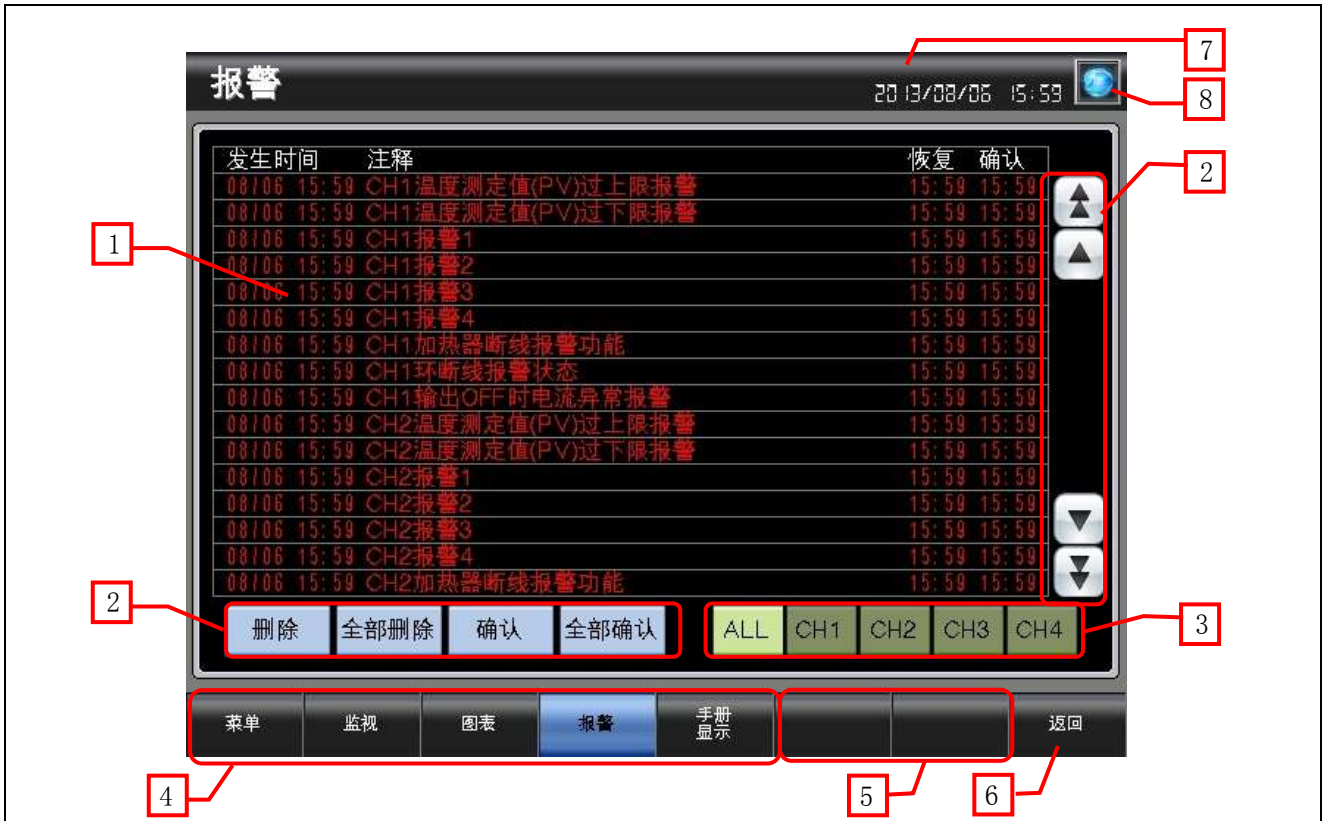 7
报警
2013/08/06 15:59
8
发生时间 注释 恢复 确认
2
08/06 15:59 CH1温度测定值(PV)过上限报警 15:59 15:59
08/06 15:59 CH1温度测定值(PV)过下限报警 15:59 15:59
1
08/06 15:59 CH1报警1 15:59 15:59
08/06 15:59 CH1报警2 15:59 15:59
08/06 15:59 CH1报警3 15:59 15:59
08/06 15:59 CH1报警4 15:59 15:59
08/06 15:59 CH1加热器断线报警功能 15:59 15:59
08/06 15:59 CH1环断线报警状态 15:59 15:59
08/06 15:59 CH1输出OFF时电流异常报警 15:59 15:59
08/06 15:59 CH2温度测定值(PV)过上限报警 15:59 15:59
08/06 15:59 CH2温度测定值(PV)过下限报警 15:59 15:59
08/06 15:59 CH2报警1 15:59 15:59
08/06 15:59 CH2报警2 15:59 15:59
08/06 15:59 CH2报警3 15:59 15:59
08/06 15:59 CH2报警4 15:59 15:59
08/06 15:59 CH2加热器断线报警功能 15:59 15:59
2
删除 全部删除 确认 全部确认 ALL CH1 CH2 CH3 CH4
3
菜单 监视 图表 报警 手册
显示 返回
4 5 6